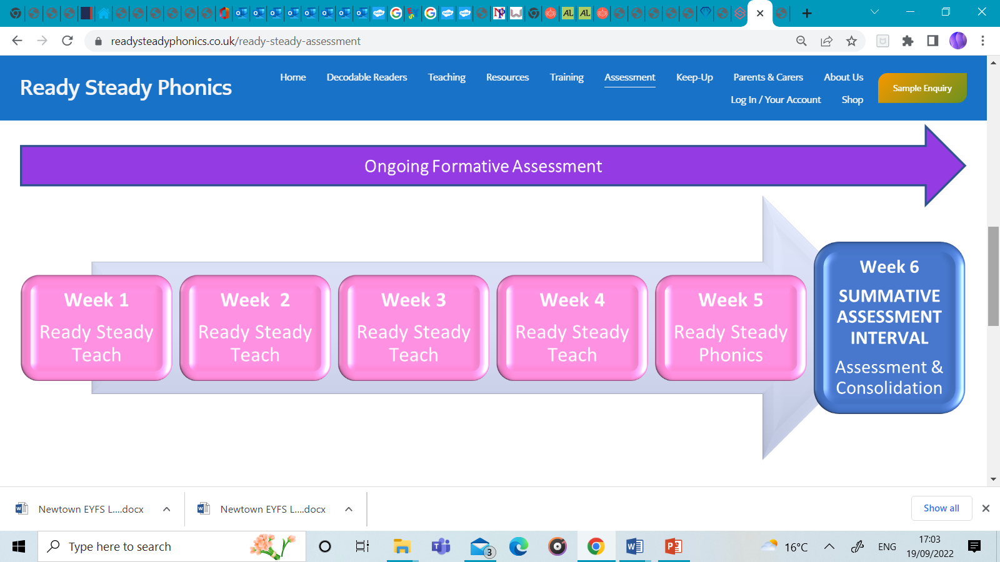 readysteadyphonics.co.uk/ready-steady-assessment
Ready Steady Phonics
Home Decodable Readers Teaching Resources Training Assessment Keep-Up Parents & Carers About Us
Log In / Your Account Shop
Sample Enquiry
Ongoing Formative Assessment
Week 1
Ready Steady
Teach
Week 2
Ready Steady
Teach
Week 3
Ready Steady
Teach
Week 4
Ready Steady
Teach
Week 5
Ready Steady
Phonics
Week 6
SUMMATIVE
ASSESSMENT
INTERVAL
Assessment &
Consolidation
Newtown EYFS L....docx
Newtown EYFS L....docx
Show all
Type here to search
3
16°C
ENG
17:03
19/09/2022